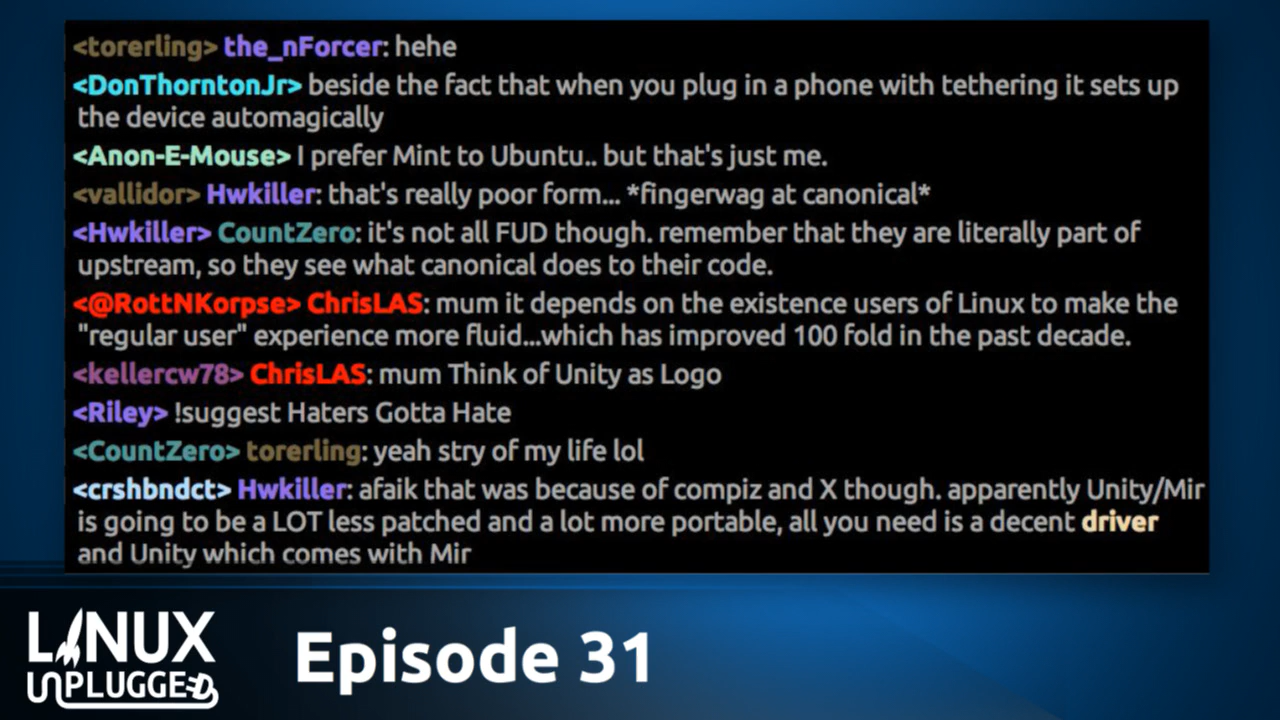 <torerling> the_nForcer: hehe
<DonThorntonJr> beside the fact that when you plug in a phone with tethering it sets up
the device automagically
<Anon-E-Mouse> I prefer Mint to Ubuntu.. but that's just me.
<vallidor> Hwkiller: that's really poor form... *fingerwag at canonical*
<Hwkiller> CountZero: it's not all FUD though. remember that they are literally part of
upstream, so they see what canonical does to their code.
<@RottNKorpse> ChrisLAS: mum it depends on the existence users of Linux to make the
"regular user" experience more fluid...which has improved 100 fold in the past decade.
<kellercw78> ChrisLAS: mum Think of Unity as Logo
<Riley> !suggest Haters Gotta Hate
<CountZero> torerling: yeah stry of my life lol
<crshbndct> Hwkiller: afaik that was because of compiz and X though. apparently Unity/Mir
is going to be a LOT less patched and a lot more portable, all you need is a decent driver
and Unity which comes with Mir
LINUX
UNPLUGGED
Episode 31